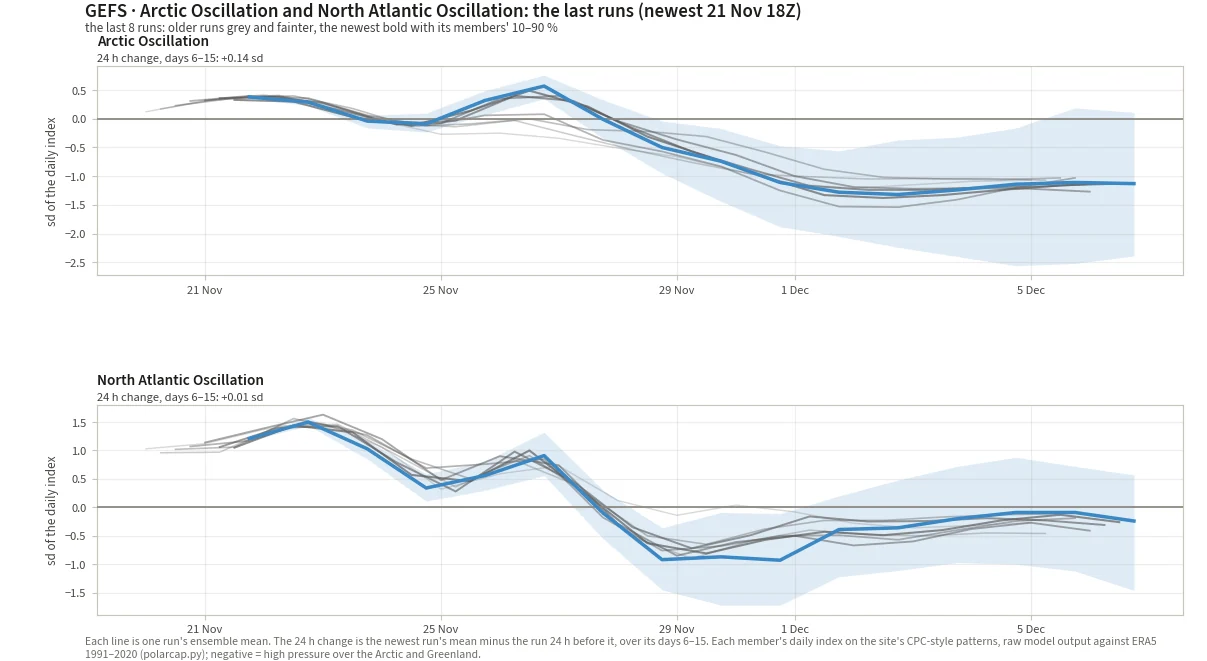 GEFS · Arctic Oscillation and North Atlantic Oscillation: the last runs (newest 21 Nov 18Z)
the last 8 runs: older runs grey and fainter, the newest bold with its members' 10–90 %
Arctic Oscillation
24 h change, days 6–15: +0.14 sd
sd of the daily index
0.5
0.0
−0.5
−1.0
−1.5
−2.0
−2.5
21 Nov 25 Nov 29 Nov 1 Dec 5 Dec
North Atlantic Oscillation
24 h change, days 6–15: +0.01 sd
sd of the daily index
1.5
1.0
0.5
0.0
−0.5
−1.0
−1.5
21 Nov 25 Nov 29 Nov 1 Dec 5 Dec
Each line is one run's ensemble mean. The 24 h change is the newest run's mean minus the run 24 h before it, over its days 6–15. Each member's daily index on the site's CPC-style patterns, raw model output against ERA5
1991–2020 (polarcap.py); negative = high pressure over the Arctic and Greenland.